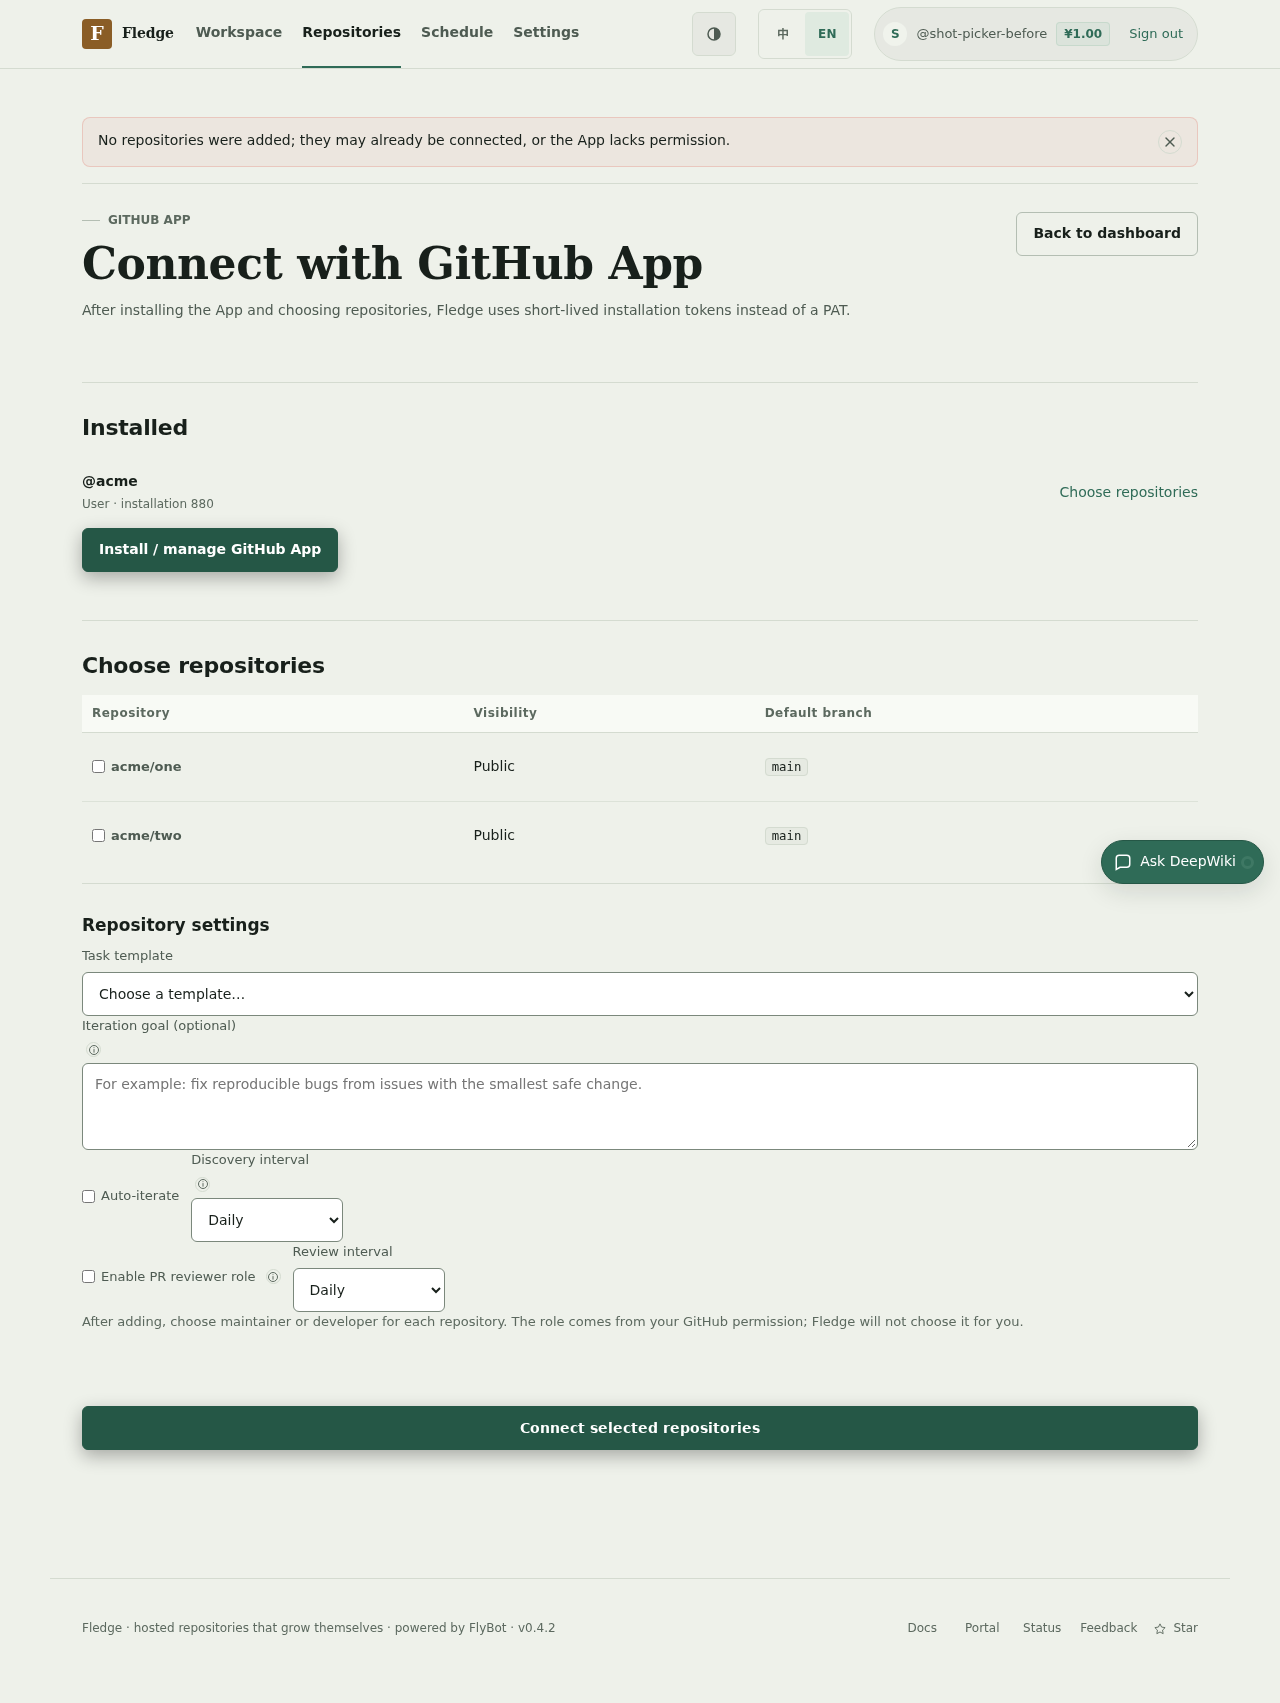 F Fledge Workspace Repositories Schedule Settings 中 EN S @shot-picker-before ¥1.00 Sign out
No repositories were added; they may already be connected, or the App lacks permission.
GITHUB APP
Connect with GitHub App
Back to dashboard
After installing the App and choosing repositories, Fledge uses short-lived installation tokens instead of a PAT.
Installed
@acme
User · installation 880
Choose repositories
Install / manage GitHub App
Choose repositories
Repository Visibility Default branch
acme/one Public main
acme/two Public main
Ask DeepWiki
Repository settings
Task template
Choose a template...
Iteration goal (optional)
For example: fix reproducible bugs from issues with the smallest safe change.
Discovery interval
Auto-iterate
Daily
Review interval
Enable PR reviewer role
Daily
After adding, choose maintainer or developer for each repository. The role comes from your GitHub permission; Fledge will not choose it for you.
Connect selected repositories
Fledge · hosted repositories that grow themselves · powered by FlyBot · v0.4.2 Docs Portal Status Feedback Star